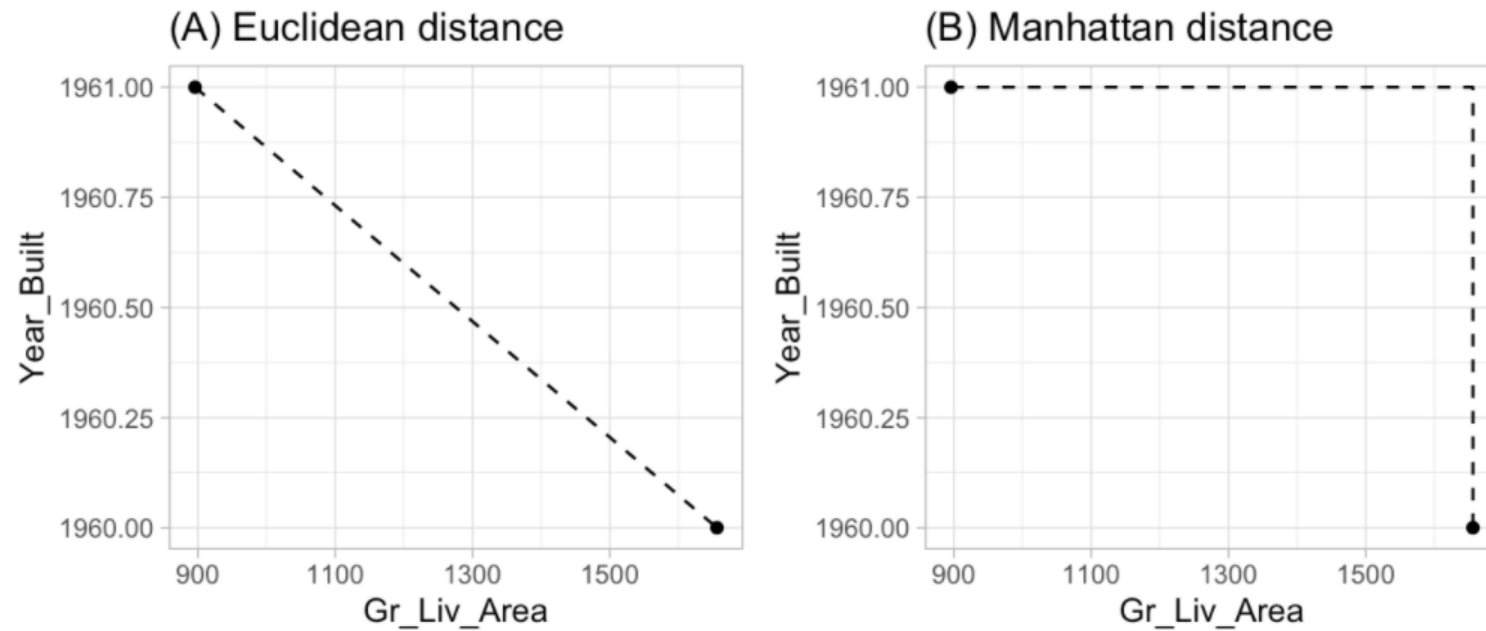 (A) Euclidean distance
1961.00
1960.75
1960.50
1960.25
1960.00
Year_Built
900 1100 1300 1500
Gr_Liv_Area
(B) Manhattan distance
1961.00
1960.75
1960.50
1960.25
1960.00
Year_Built
900 1100 1300 1500
Gr_Liv_Area